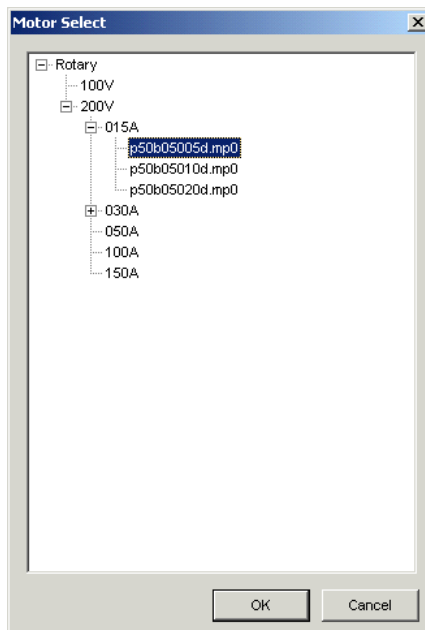 Motor Select
Rotary
100V
200V
015A
p50b05005d.mp0
p50b05010d.mp0
p50b05020d.mp0
030A
050A
100A
150A
OK Cancel